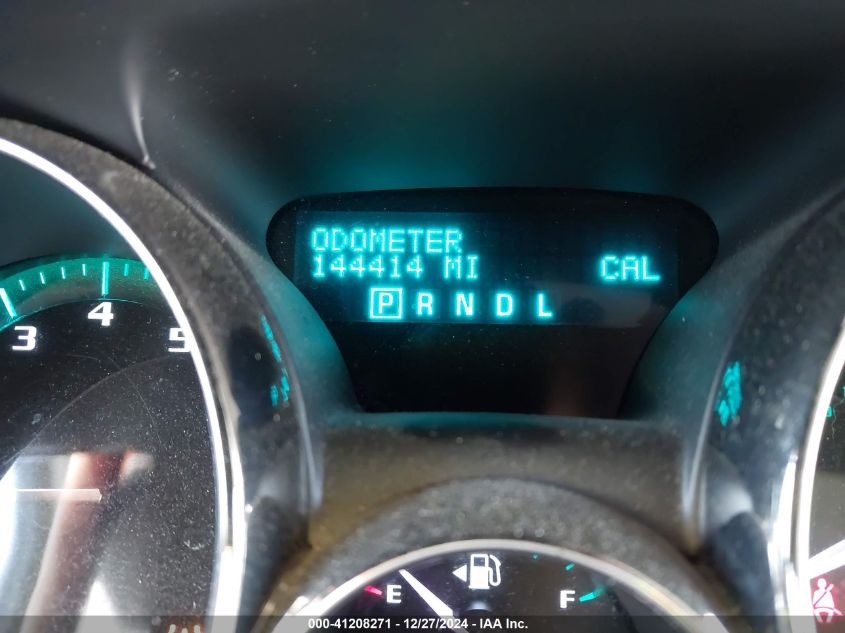 ODOMETER
144414 MI CAL
P R N D L
3 4 5
E F
000-41208271 - 12/27/2024 - IAA Inc.